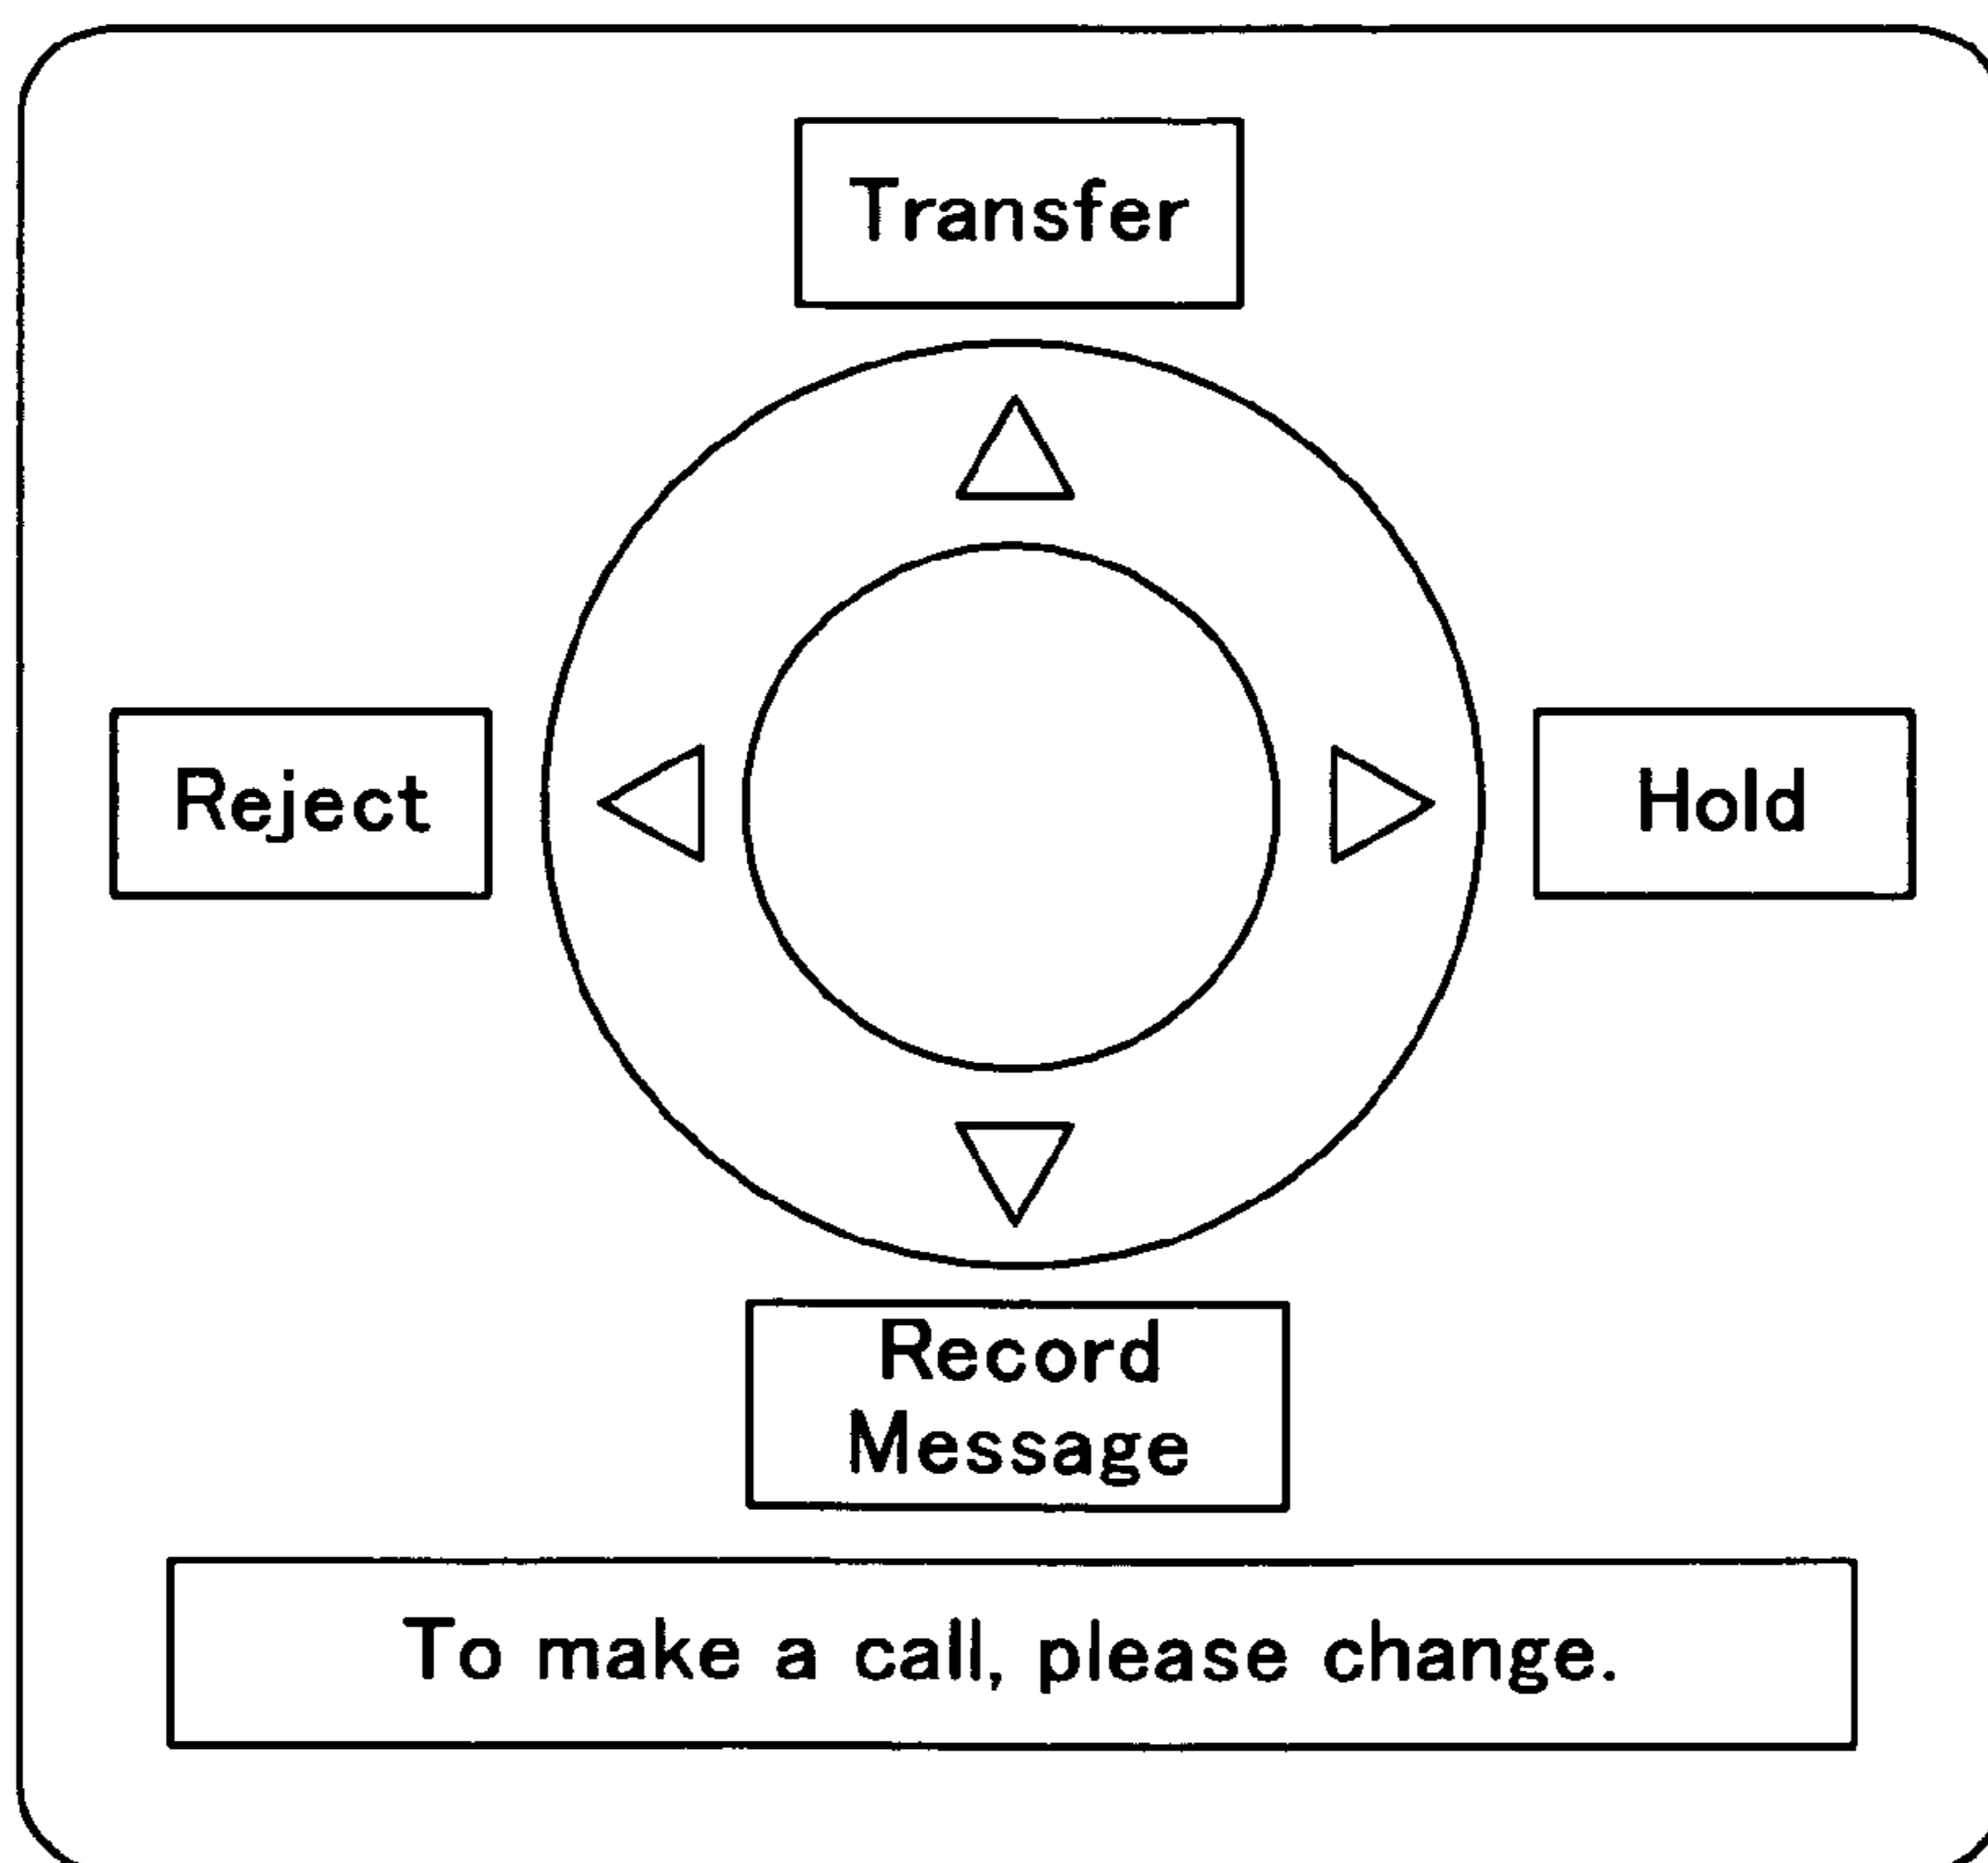 Transfer
Reject
Hold
Record
Message
To make a call, please change.